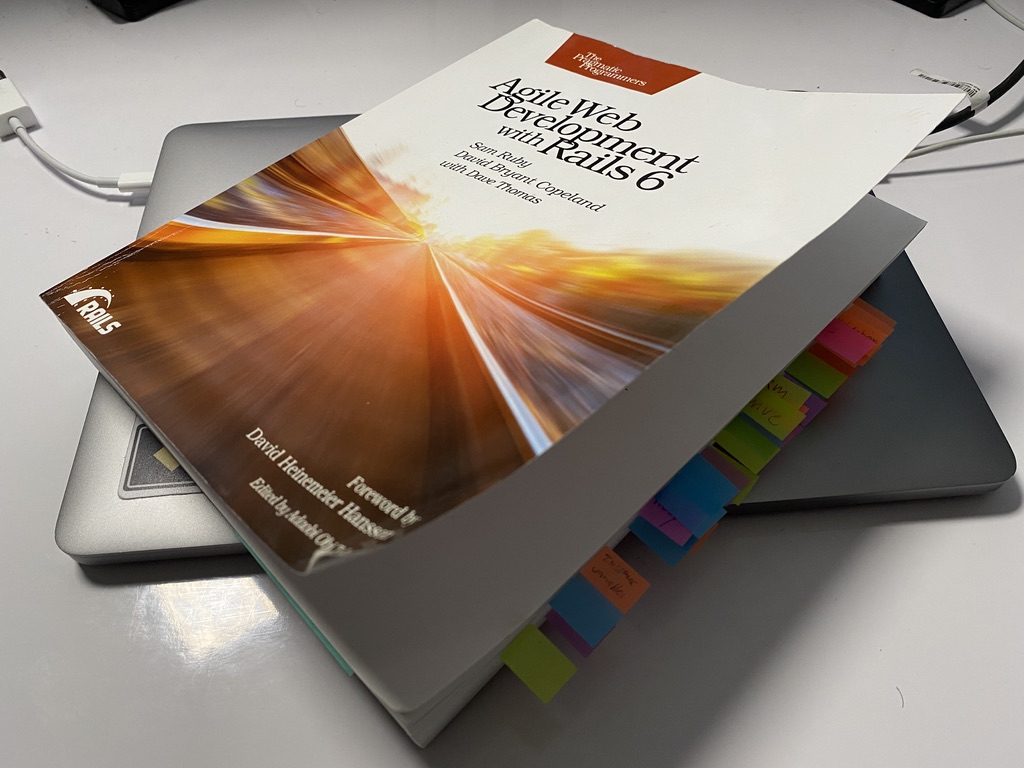 The
Pragmatic
Programmers
Agile Web
Development
with Rails 6
Sam Ruby
David Bryant Copeland
with Dave Thomas
RAILS
Foreword by
David Heinemeier Hansson
Edited by